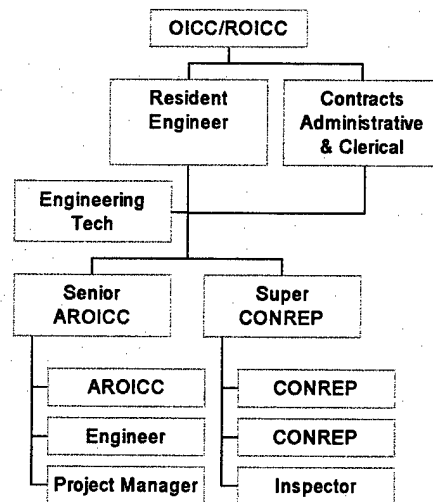 OICC/ROICC
Resident
Engineer
Contracts
Administrative
& Clerical
Engineering
Tech
Senior
AROICC
Super
CONREP
AROICC
CONREP
Engineer
CONREP
Project Manager
Inspector